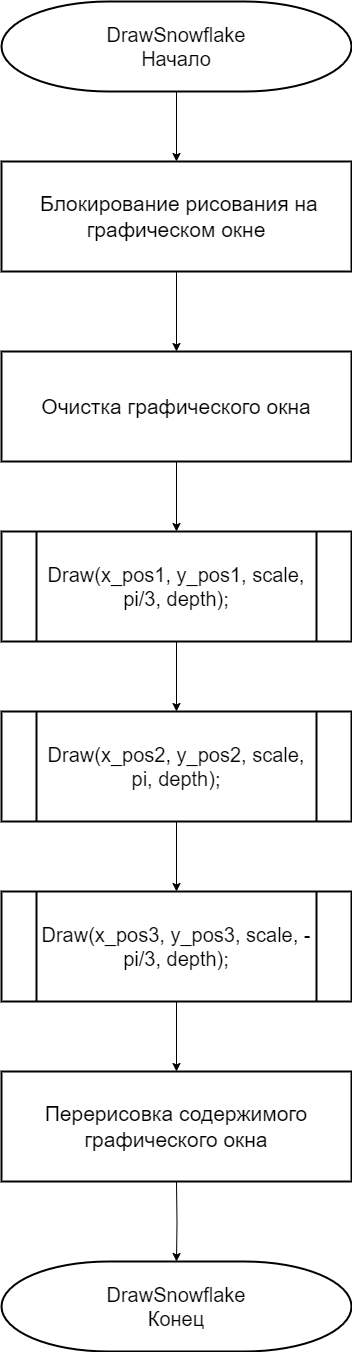 DrawSnowflake
Начало
Блокирование рисования на
графическом окне
Очистка графического окна
Draw(x_pos1, y_pos1, scale,
pi/3, depth);
Draw(x_pos2, y_pos2, scale,
pi, depth);
Draw(x_pos3, y_pos3, scale, -
pi/3, depth);
Перерисовка содержимого
графического окна
DrawSnowflake
Конец